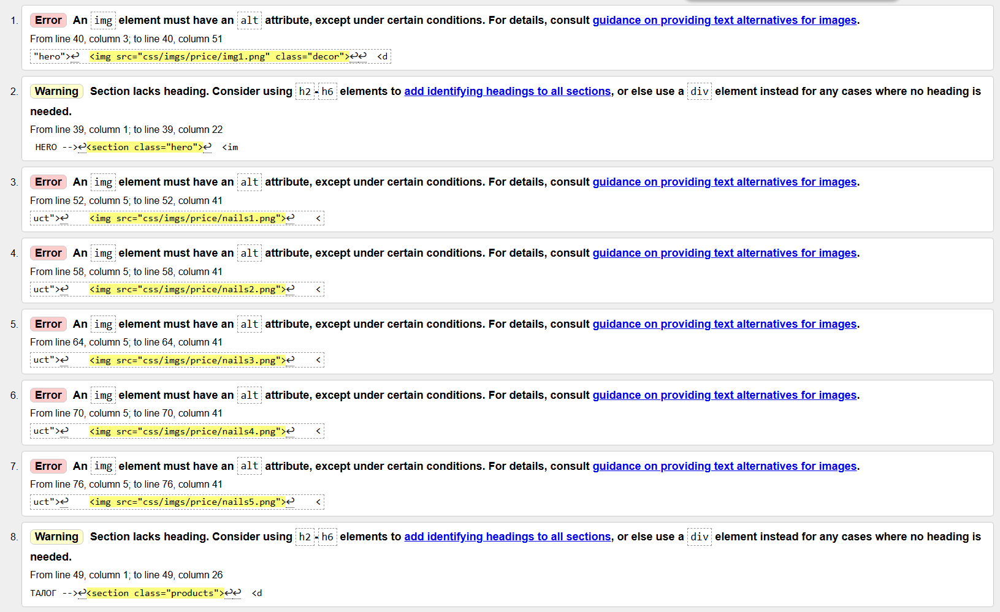 1. Error An img element must have an alt attribute, except under certain conditions. For details, consult guidance on providing text alternatives for images.
From line 40, column 3; to line 40, column 51
"hero">↩  <img src="css/imgs/price/img1.png" class="decor">↩↩  <d
2. Warning Section lacks heading. Consider using h2-h6 elements to add identifying headings to all sections, or else use a div element instead for any cases where no heading is
needed.
From line 39, column 1; to line 39, column 22
HERO -->↩<section class="hero">↩  <im
3. Error An img element must have an alt attribute, except under certain conditions. For details, consult guidance on providing text alternatives for images.
From line 52, column 5; to line 52, column 41
uct">↩    <img src="css/imgs/price/nails1.png">↩    <
4. Error An img element must have an alt attribute, except under certain conditions. For details, consult guidance on providing text alternatives for images.
From line 58, column 5; to line 58, column 41
uct">↩    <img src="css/imgs/price/nails2.png">↩    <
5. Error An img element must have an alt attribute, except under certain conditions. For details, consult guidance on providing text alternatives for images.
From line 64, column 5; to line 64, column 41
uct">↩    <img src="css/imgs/price/nails3.png">↩    <
6. Error An img element must have an alt attribute, except under certain conditions. For details, consult guidance on providing text alternatives for images.
From line 70, column 5; to line 70, column 41
uct">↩    <img src="css/imgs/price/nails4.png">↩    <
7. Error An img element must have an alt attribute, except under certain conditions. For details, consult guidance on providing text alternatives for images.
From line 76, column 5; to line 76, column 41
uct">↩    <img src="css/imgs/price/nails5.png">↩    <
8. Warning Section lacks heading. Consider using h2-h6 elements to add identifying headings to all sections, or else use a div element instead for any cases where no heading is
needed.
From line 49, column 1; to line 49, column 26
ТАЛОГ -->↩<section class="products">↩↩  <d